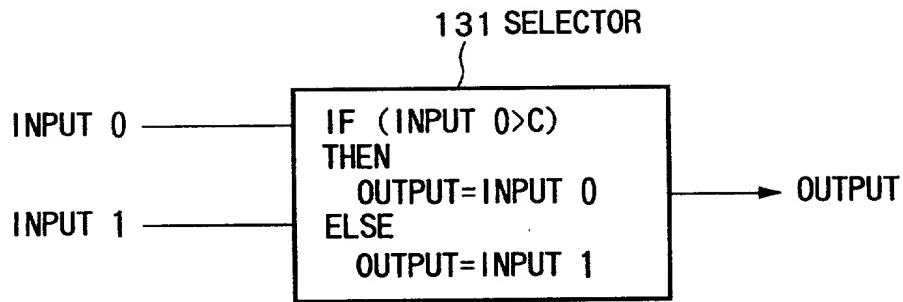 131 SELECTOR
INPUT 0
INPUT 1
IF (INPUT 0>C)
THEN
OUTPUT=INPUT 0
ELSE
OUTPUT=INPUT 1
OUTPUT